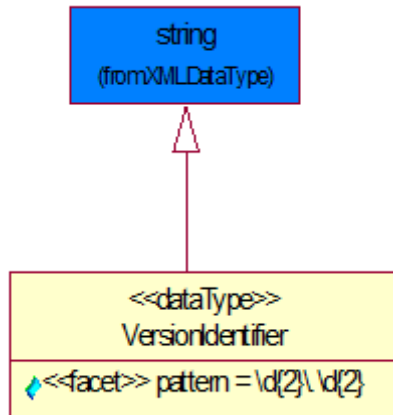 string
(fromXMLDataType)
<<dataType>>
VersionIdentifier
<<facet>> pattern = \d{2}\.\d{2}